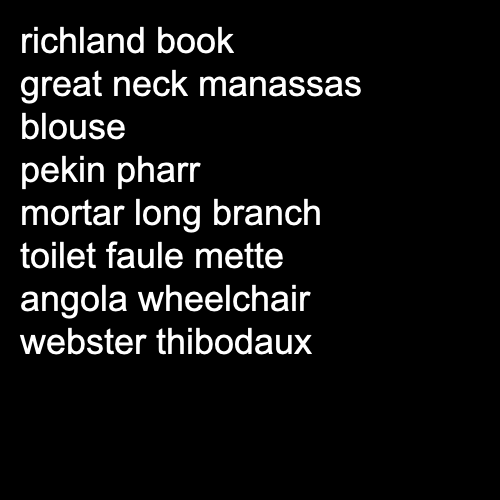 richland book
great neck manassas
blouse
pekin pharr
mortar long branch
toilet faule mette
angola wheelchair
webster thibodaux